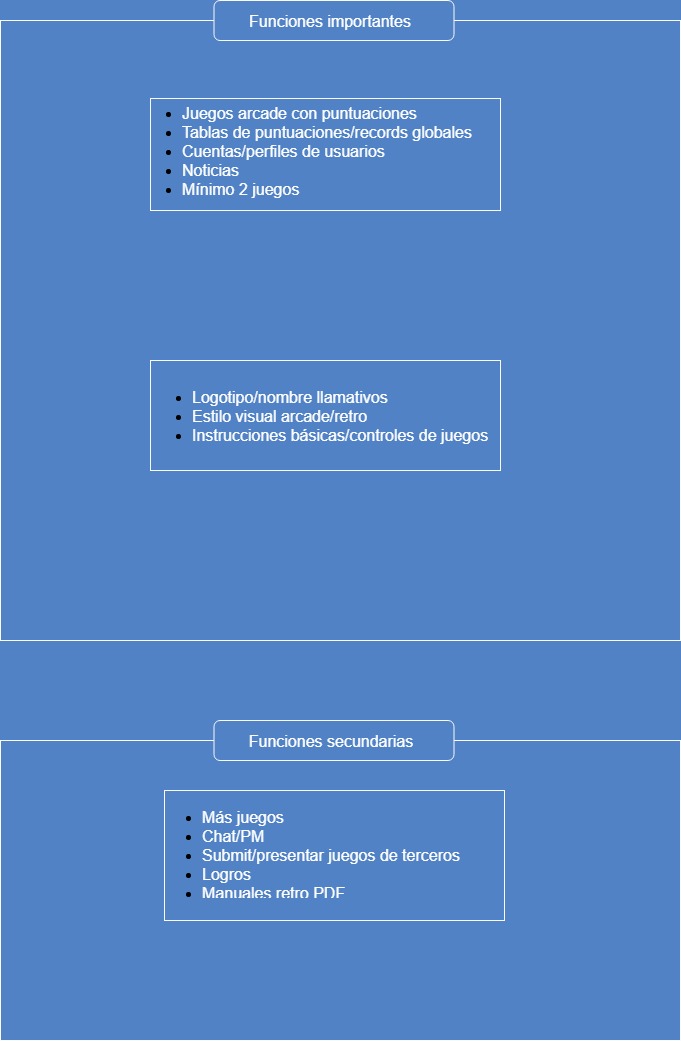 Funciones importantes
Juegos arcade con puntuaciones
Tablas de puntuaciones/records globales
Cuentas/perfiles de usuarios
Noticias
Mínimo 2 juegos
Logotipo/nombre llamativos
Estilo visual arcade/retro
Instrucciones básicas/controles de juegos
Funciones secundarias
Más juegos
Chat/PM
Submit/presentar juegos de terceros
Logros
Manuales retro PDF